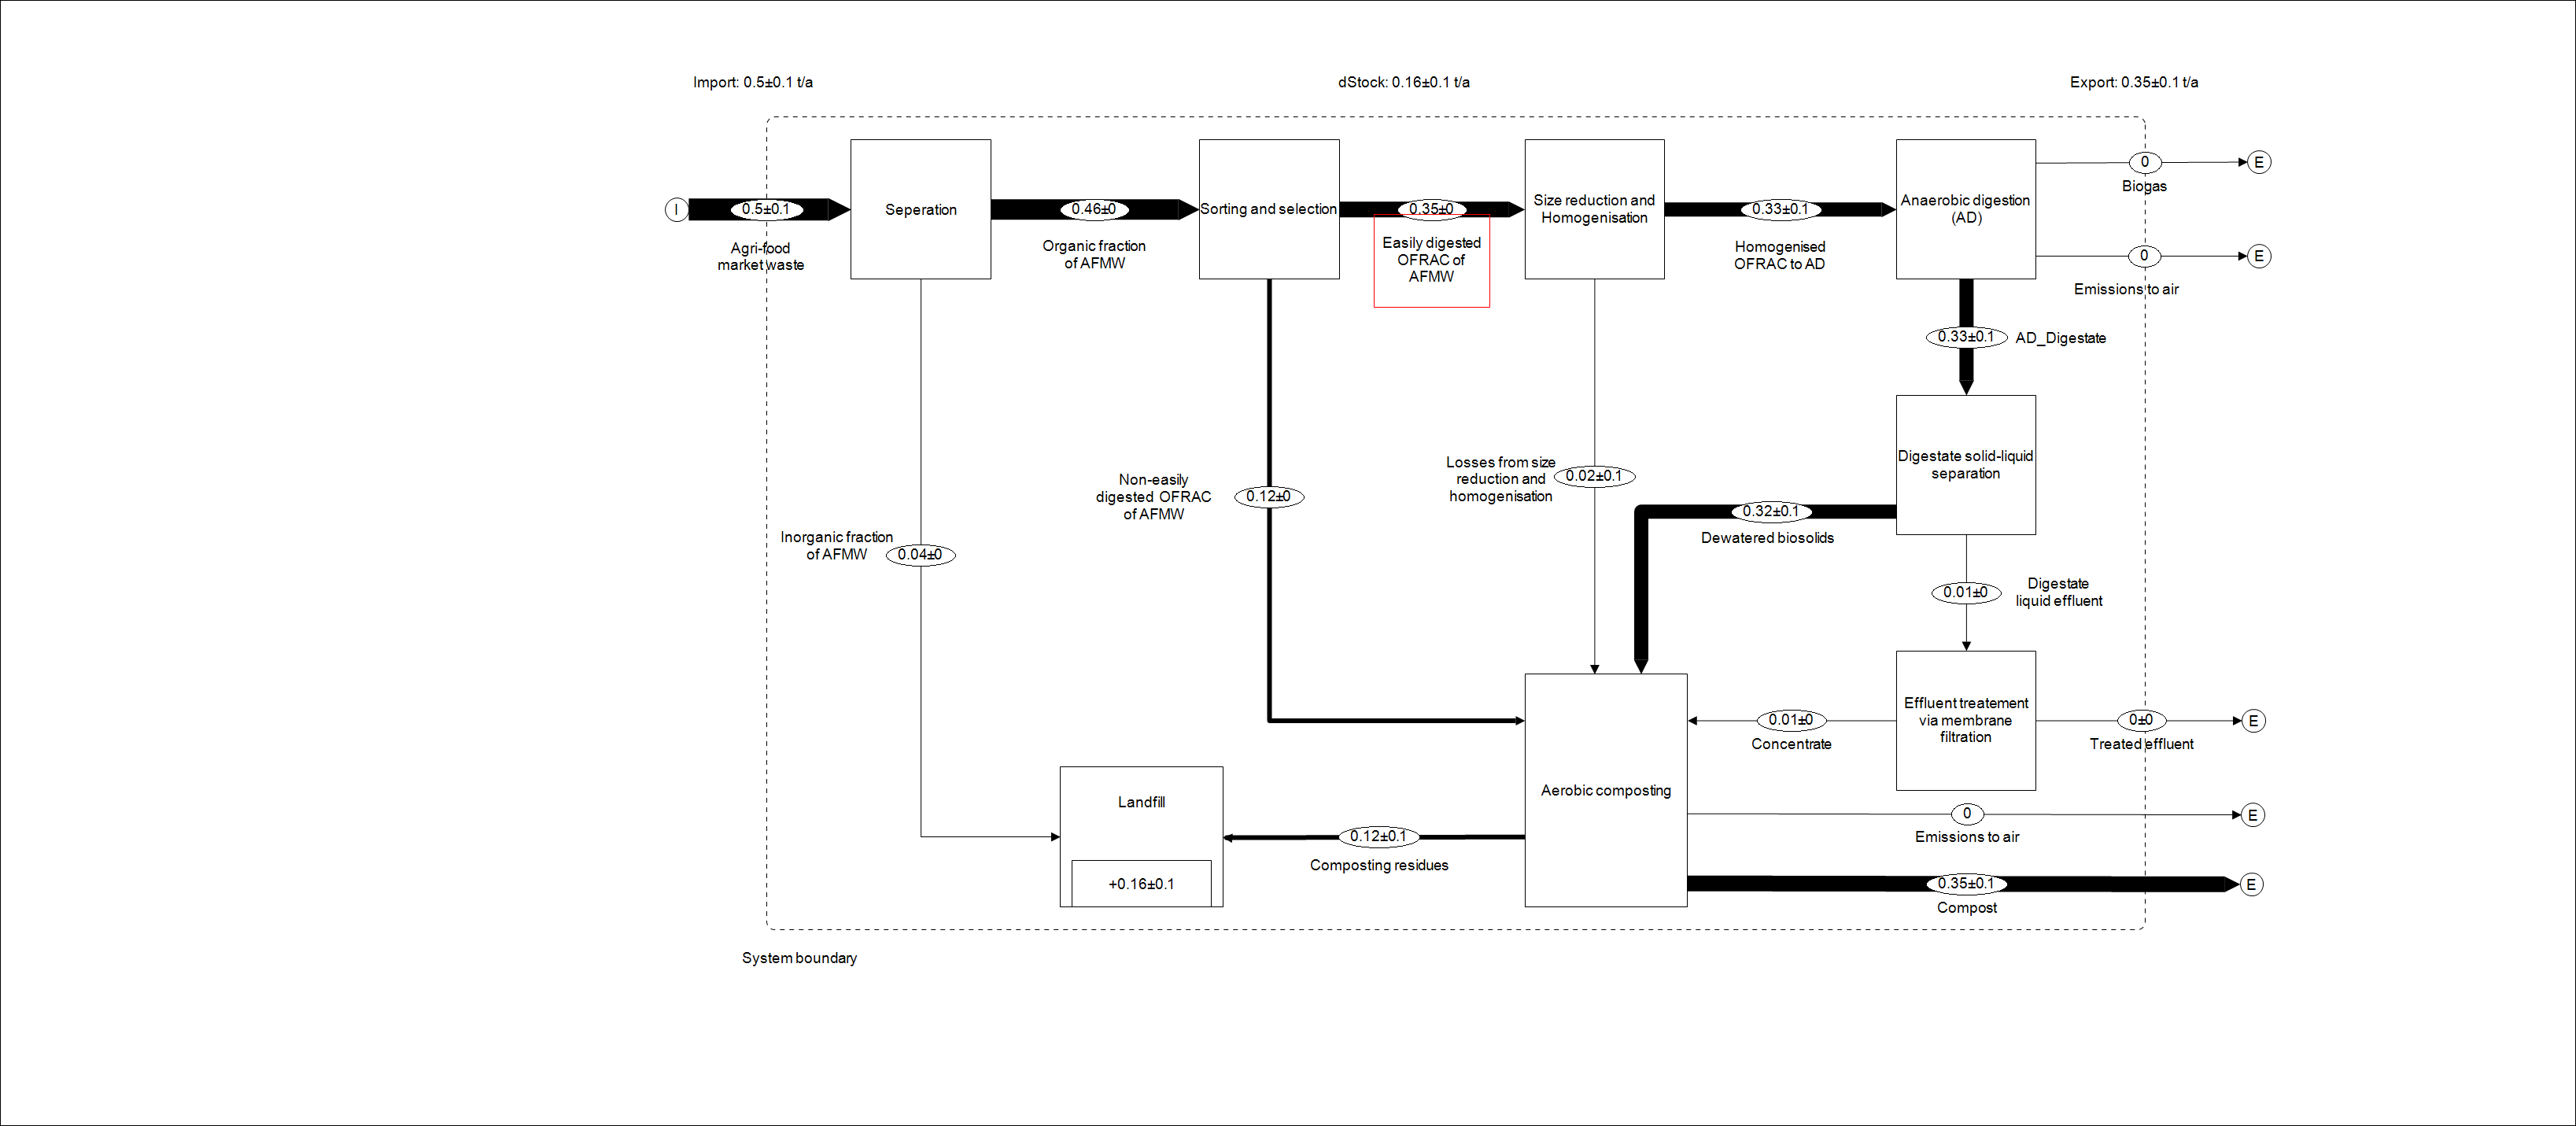 Import: 0.5±0.1 t/a
dStock: 0.16±0.1 t/a
Export: 0.35±0.1 t/a
I
0.5±0.1
Agri-food
market waste
Seperation
0.46±0
Organic fraction
of AFMW
Sorting and selection
0.35±0
Easily digested
OFRAC of
AFMW
Size reduction and
Homogenisation
0.33±0.1
Homogenised
OFRAC to AD
Anaerobic digestion
(AD)
0
E
Biogas
0
E
Emissions to air
0.33±0.1
AD_Digestate
Digestate solid-liquid
separation
Inorganic fraction
of AFMW
0.04±0
Non-easily
digested OFRAC
of AFMW
0.12±0
Losses from size
reduction and
homogenisation
0.02±0.1
0.32±0.1
Dewatered biosolids
0.01±0
Digestate
liquid effluent
Effluent treatement
via membrane
filtration
0.01±0
Concentrate
0±0
E
Treated effluent
Aerobic composting
0
E
Emissions to air
Landfill
+0.16±0.1
0.12±0.1
Composting residues
0.35±0.1
E
Compost
System boundary